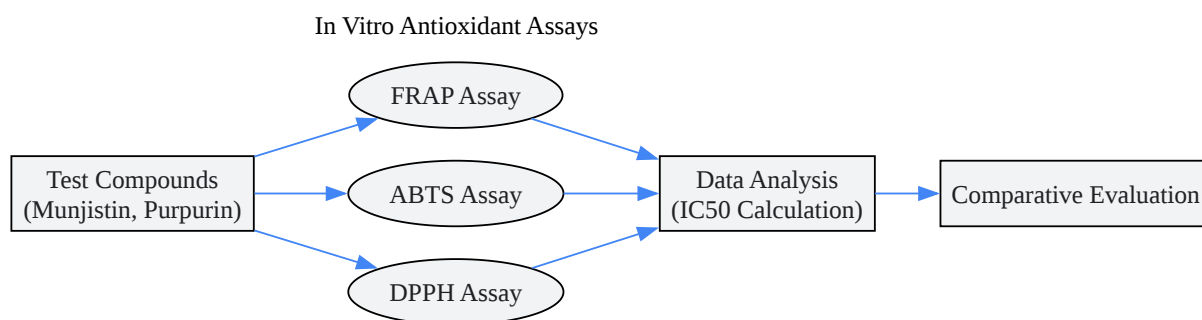 In Vitro Antioxidant Assays
FRAP Assay
Test Compounds
(Munjistin, Purpurin)
ABTS Assay
Data Analysis
(IC50 Calculation)
Comparative Evaluation
DPPH Assay